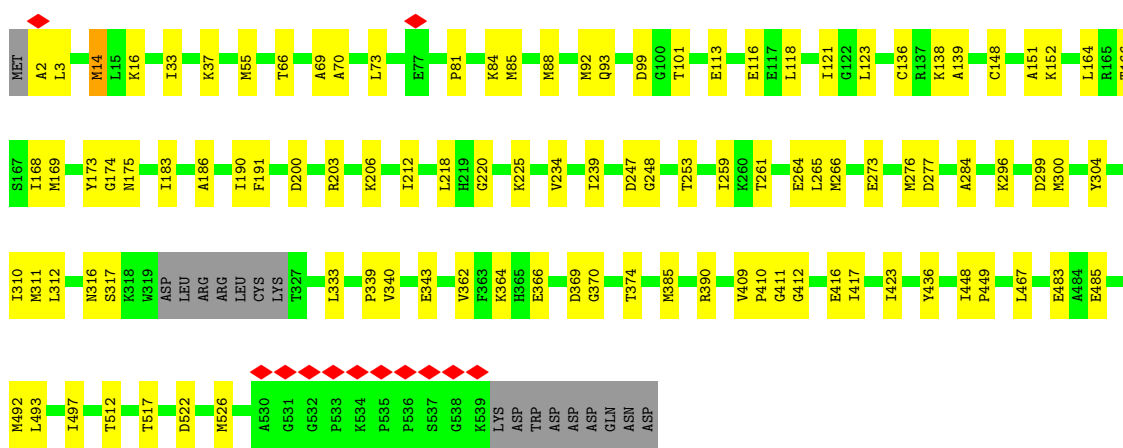 MET A2 L3 M14 L15 K16 I33 K37 M55 T66 A69 A70 L73 E77 P81 K84 M85 M88 M92 Q93 D99 G100 T101 E113 E116 E117 L118 I121 G122 L123 C136 R137 K138 A139 C148 A151 K152 L164 R165
S167 I168 M169 Y173 G174 N175 I183 A186 I190 F191 D200 R203 K206 I212 L218 H219 G220 K225 V234 I239 D247 G248 T253 I259 K260 T261 E264 L265 M266 E273 M276 D277 A284 K296 D299 M300 Y304
I310 M311 L312 N316 S317 K318 W319 ASP LEU ARG ARG LEU CYS LYS T327 L333 P339 V340 E343 V362 F363 K364 H365 E366 D369 G370 T374 M385 R390 V409 P410 G411 G412 E416 I417 I423 Y436 I448 P449 L467 E483 A484 E485
M492 L493 I497 T512 T517 D522 M526 A530 G531 G532 P533 K534 P535 P536 S537 G538 K539 LYS ASP TRP ASP ASP ASP GLN ASN ASP